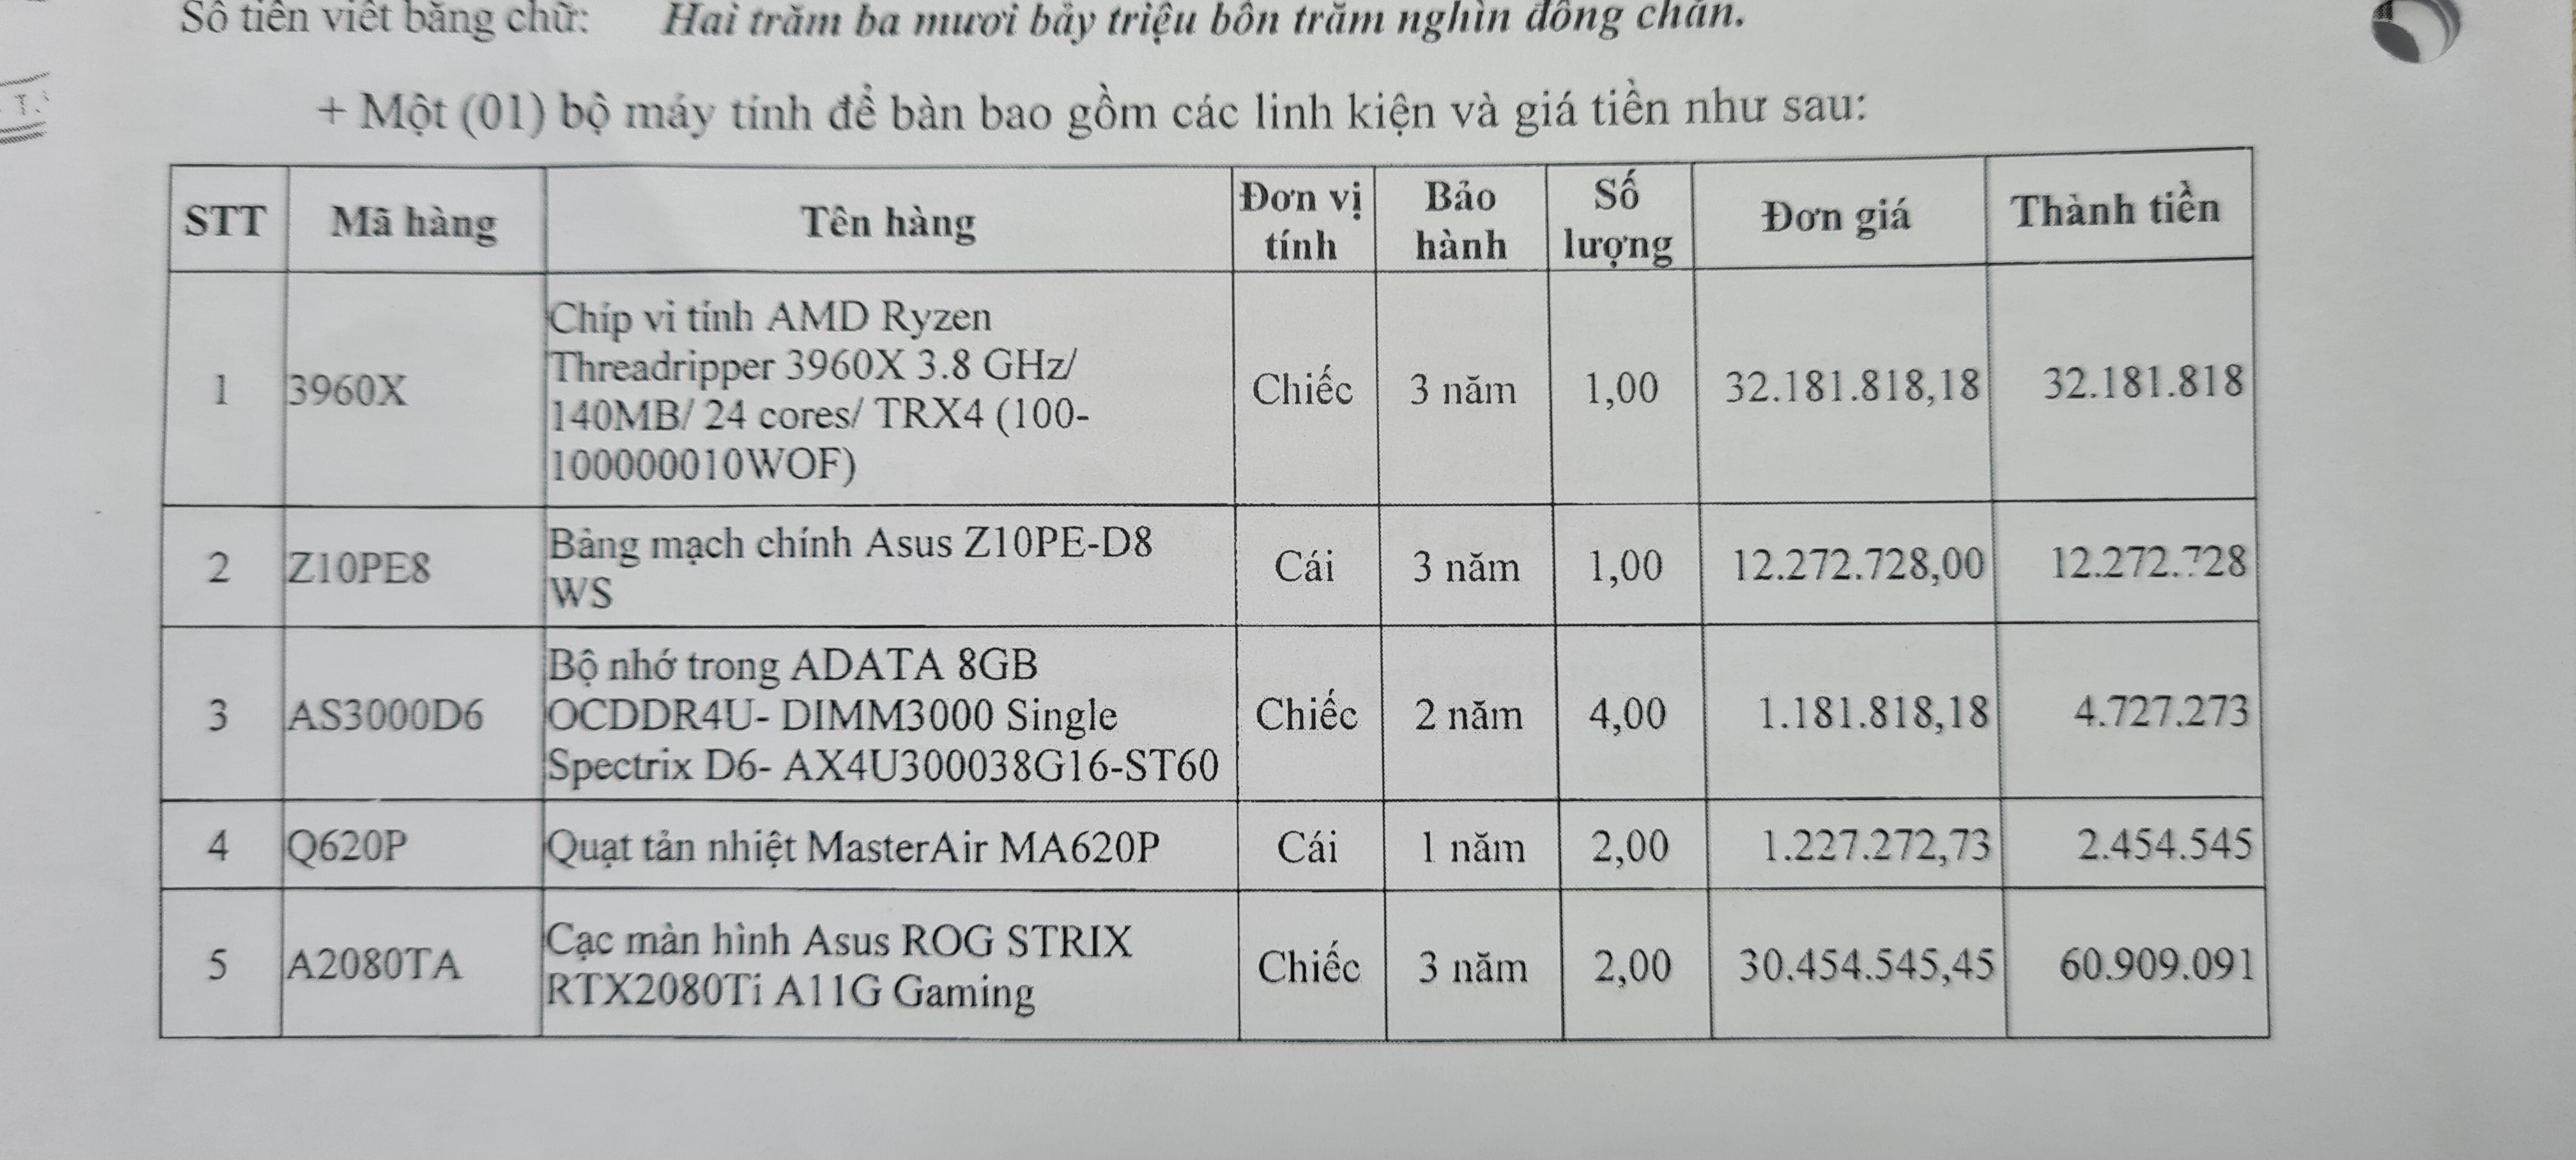 Số tiền viết bằng chữ: Hai trăm ba mươi bảy triệu bốn trăm nghìn đồng chẵn.
+ Một (01) bộ máy tính để bàn bao gồm các linh kiện và giá tiền như sau:
STT Mã hàng Tên hàng Đơn vị tính Bảo hành Số lượng Đơn giá Thành tiền
1 3960X Chip vi tính AMD Ryzen
Threadripper 3960X 3.8 GHz/
140MB/ 24 cores/ TRX4 (100-
100000010WOF) Chiếc 3 năm 1,00 32.181.818,18 32.181.818
2 Z10PE8 Bảng mạch chính Asus Z10PE-D8
WS Cái 3 năm 1,00 12.272.728,00 12.272.728
3 AS3000D6 Bộ nhớ trong ADATA 8GB
OCDDR4U- DIMM3000 Single
Spectrix D6- AX4U300038G16-ST60 Chiếc 2 năm 4,00 1.181.818,18 4.727.273
4 Q620P Quạt tản nhiệt MasterAir MA620P Cái 1 năm 2,00 1.227.272,73 2.454.545
5 A2080TA Cạc màn hình Asus ROG STRIX
RTX2080Ti A11G Gaming Chiếc 3 năm 2,00 30.454.545,45 60.909.091